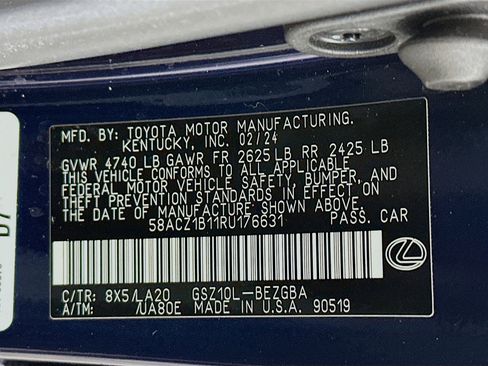 MFD. BY: TOYOTA MOTOR MANUFACTURING.
KENTUCKY, INC. 02/24
GVWR 4740 LB GAWR FR 2625 LB RR 2425 LB
THIS VEHICLE CONFORMS TO ALL APPLICABLE
FEDERAL MOTOR VEHICLE SAFETY, BUMPER, AND
THEFT PREVENTION STANDARDS IN EFFECT ON THE
DATE OF MANUFACTURE SHOWN ABOVE.
58ACZ1B11RU176631 PASS. CAR
C/TR: 8X5/LA20 GSZ10L-BEZGBA
A/TM: /UA80E MADE IN U.S.A. 90519